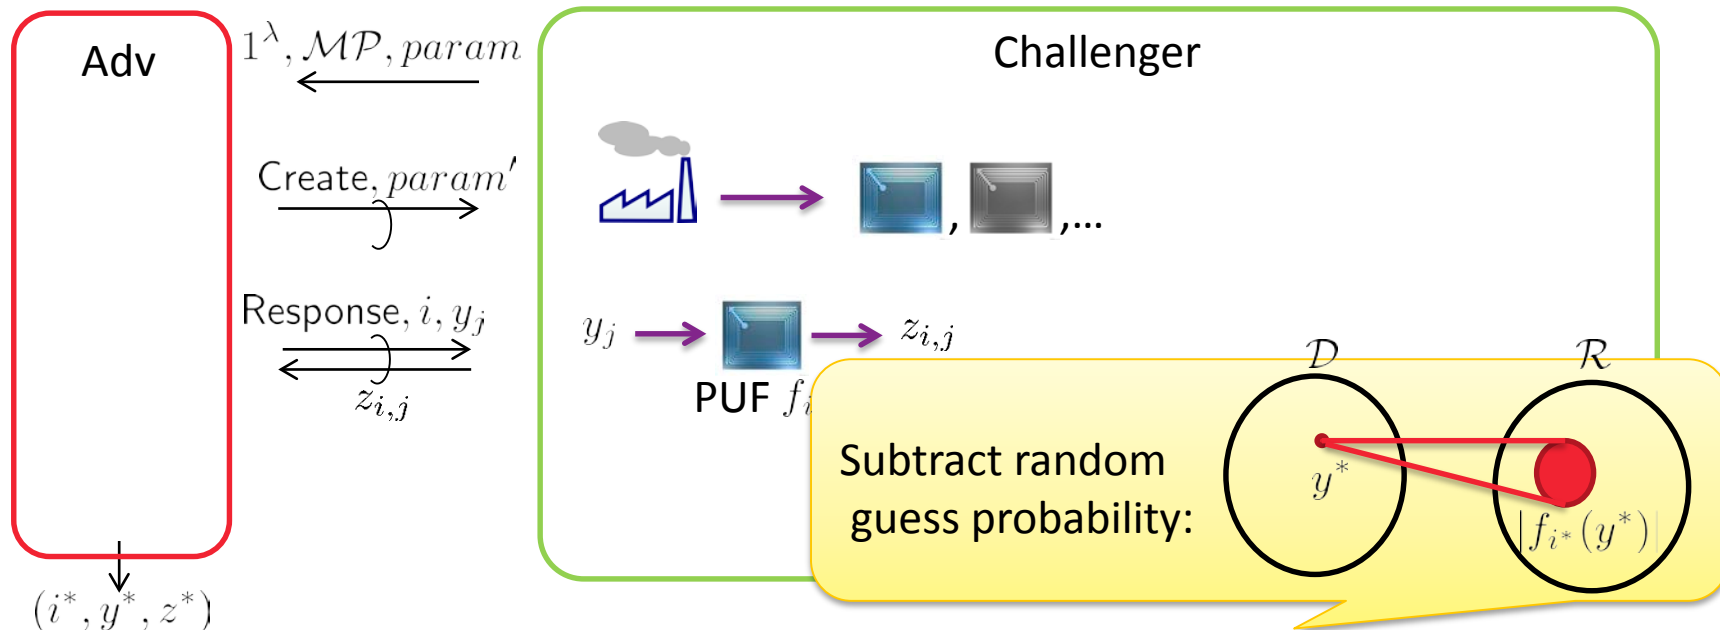 Adv
1^λ, MP, param
Challenger
Create, param′
, ,...
Response, i, y_j
z_{i,j}
y_j
z_{i,j}
PUF f_i
D
R
Subtract random
guess probability:
y*
|f_{i*}(y*)|
(i*, y*, z*)